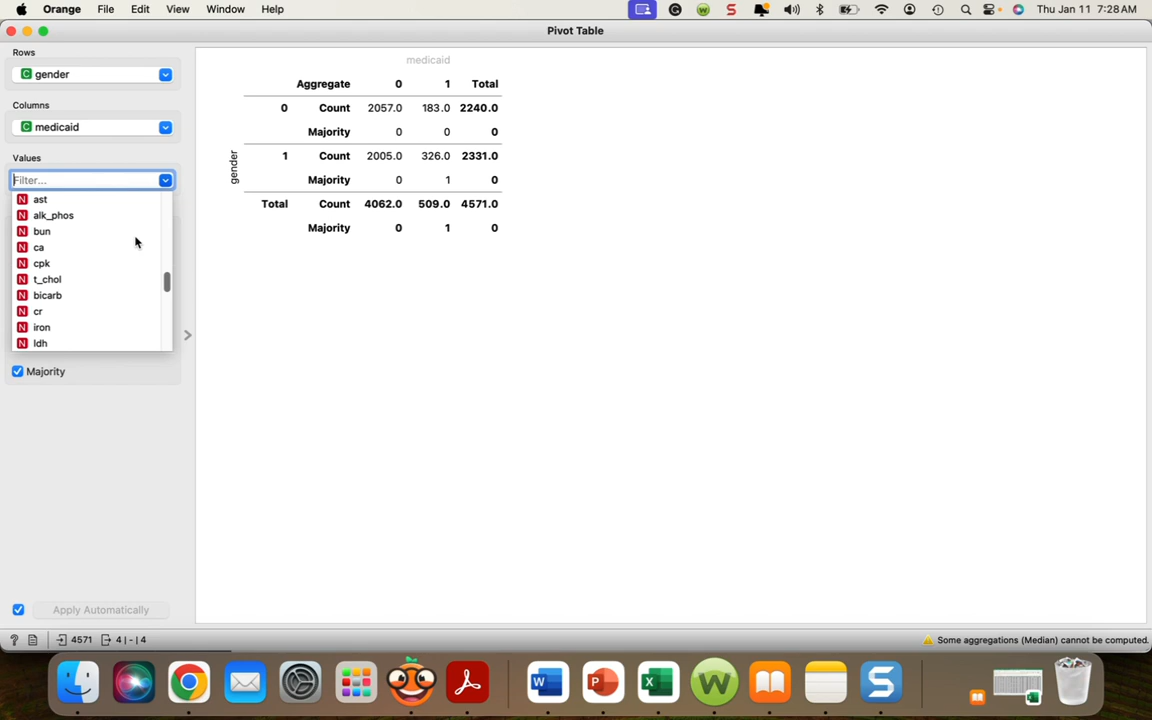 Orange File Edit View Window Help Thu Jan 11 7:28 AM
Pivot Table
Rows
C gender
Columns
C medicaid
Values
Filter...
N ast
N alk_phos
N bun
N ca
N cpk
N t_chol
N bicarb
N cr
N iron
N ldh
Majority
Apply Automatically
medicaid
Aggregate 0 1 Total
gender
0 Count 2057.0 183.0 2240.0
Majority 0 0 0
1 Count 2005.0 326.0 2331.0
Majority 0 1 0
Total Count 4062.0 509.0 4571.0
Majority 0 1 0
? 4571 4 | - | 4
Some aggregations (Median) cannot be computed.